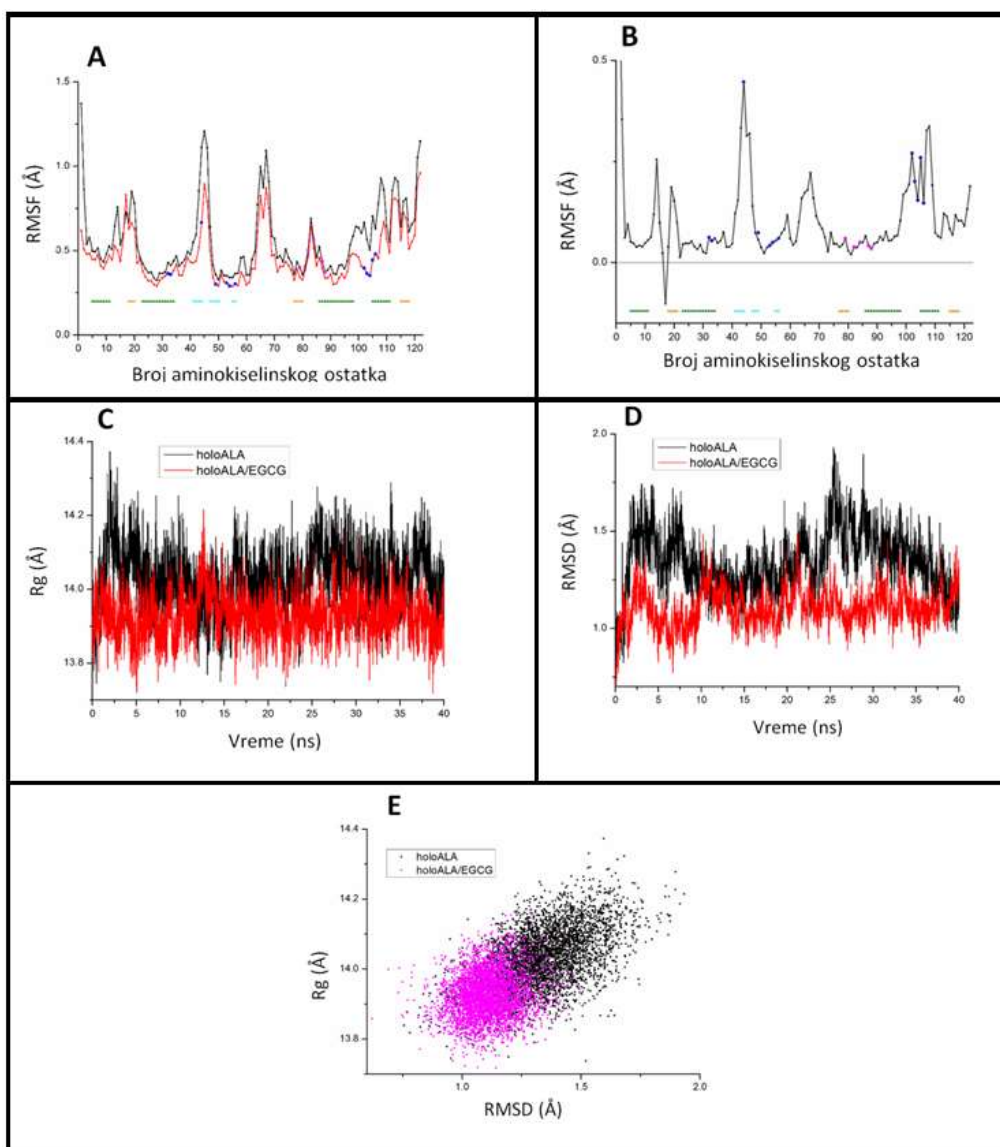 A
1.5
1.0
0.5
0.0
RMSF (Å)
0 10 20 30 40 50 60 70 80 90 100 110 120
Broj aminokiselinskog ostatka
B
0.5
0.0
RMSF (Å)
0 10 20 30 40 50 60 70 80 90 100 110 120
Broj aminokiselinskog ostatka
C
holoALA
holoALA/EGCG
14.4
14.2
14.0
13.8
Rg (Å)
0 5 10 15 20 25 30 35 40
Vreme (ns)
D
holoALA
holoALA/EGCG
2.0
1.5
1.0
RMSD (Å)
0 5 10 15 20 25 30 35 40
Vreme (ns)
E
holoALA
holoALA/EGCG
14.4
14.2
14.0
13.8
Rg (Å)
1.0 1.5 2.0
RMSD (Å)